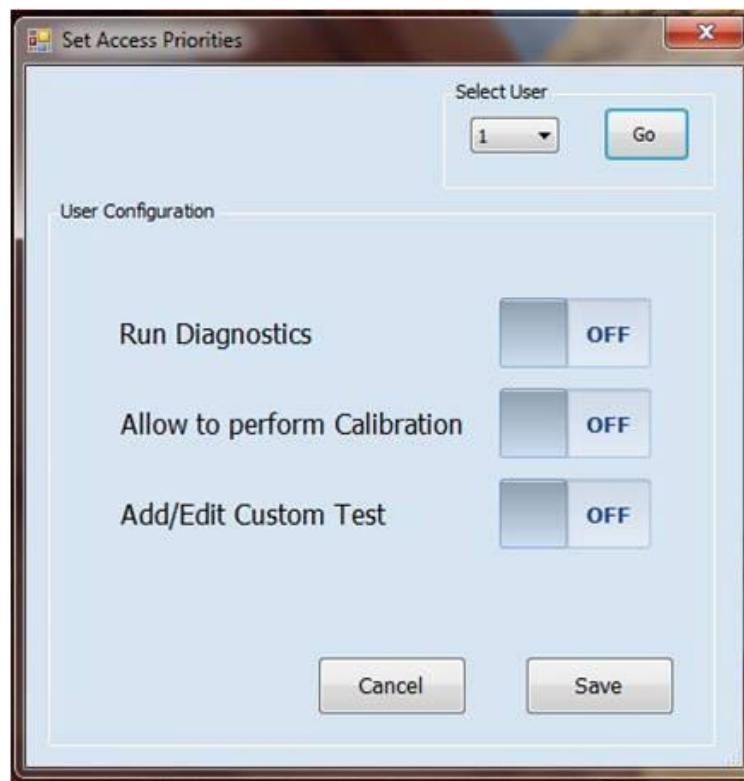 Set Access Priorities
Select User
1
Go
User Configuration
Run Diagnostics
OFF
Allow to perform Calibration
OFF
Add/Edit Custom Test
OFF
Cancel
Save